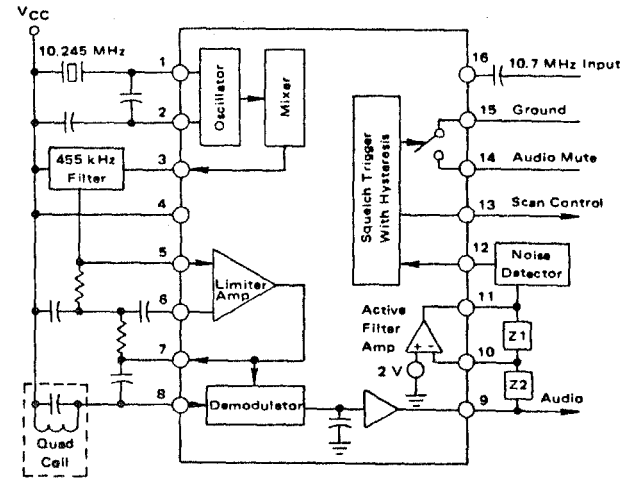 VCC
10.245 MHz
1
2
3
4
5
6
7
8
455 kHz
Filter
Quad
Coil
Oscillator
Mixer
Limiter
Amp
Demodulator
Squelch Trigger
With Hysteresis
Active
Filter
Amp
+ -
2 V
16
10.7 MHz Input
15
Ground
14
Audio Mute
13
Scan Control
12
Noise
Detector
11
Z1
10
Z2
9
Audio